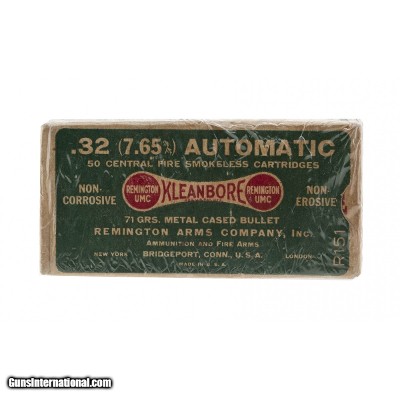 .32 (7.65 m/m) AUTOMATIC
50 CENTRAL FIRE SMOKELESS CARTRIDGES
NON-CORROSIVE
REMINGTON UMC
KLEANBORE
REMINGTON UMC
NON-EROSIVE
71 GRS. METAL CASED BULLET
REMINGTON ARMS COMPANY, INC.
AMMUNITION AND FIRE ARMS
NEW YORK
BRIDGEPORT, CONN., U.S.A.
LONDON
MADE IN U.S.A.
R151
GunsInternational.com